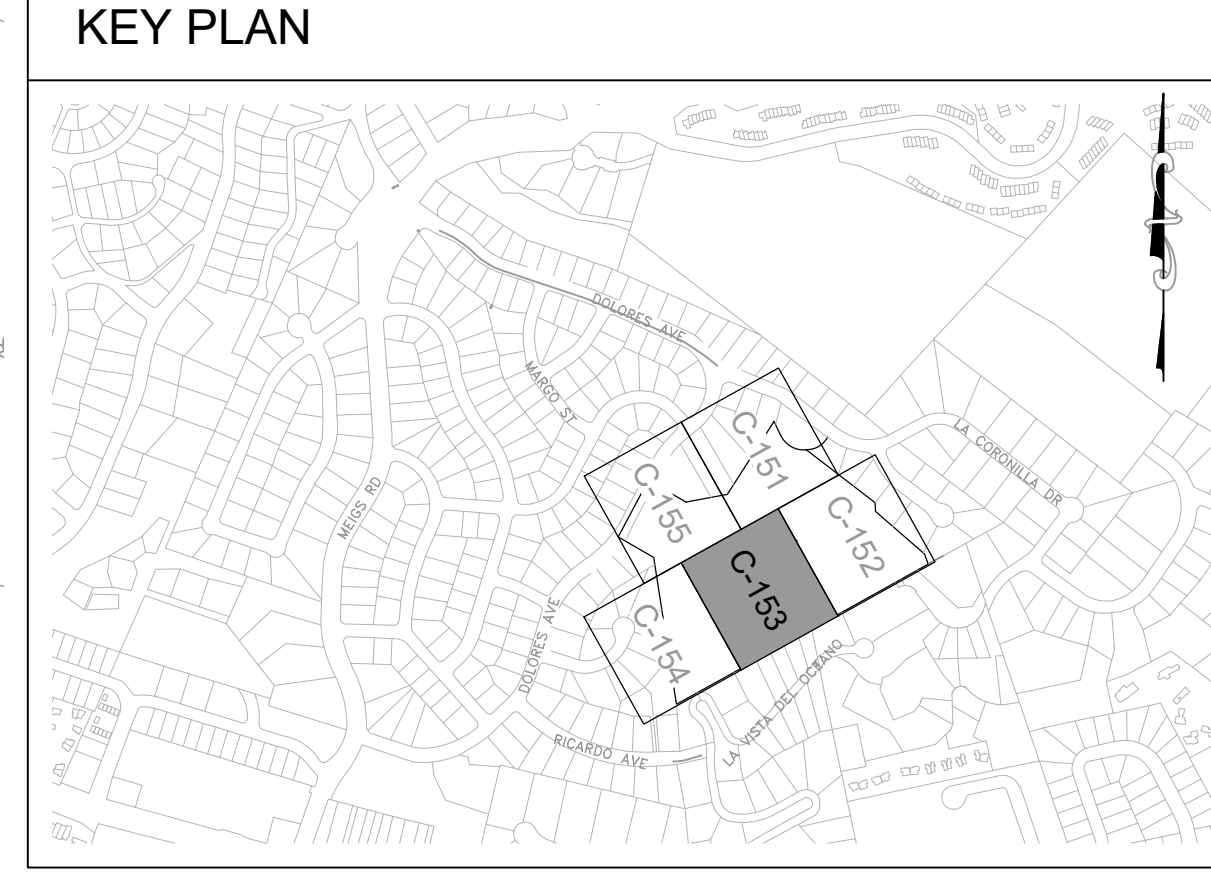 KEY PLAN
DOLORES AVE
MARGO ST
C-151
LA CORONILLA DR
C-155
MEIGS RD
C-152
C-153
DOLORES AVE
C-154
LA VISTA DEL OCEANO
RICARDO AVE